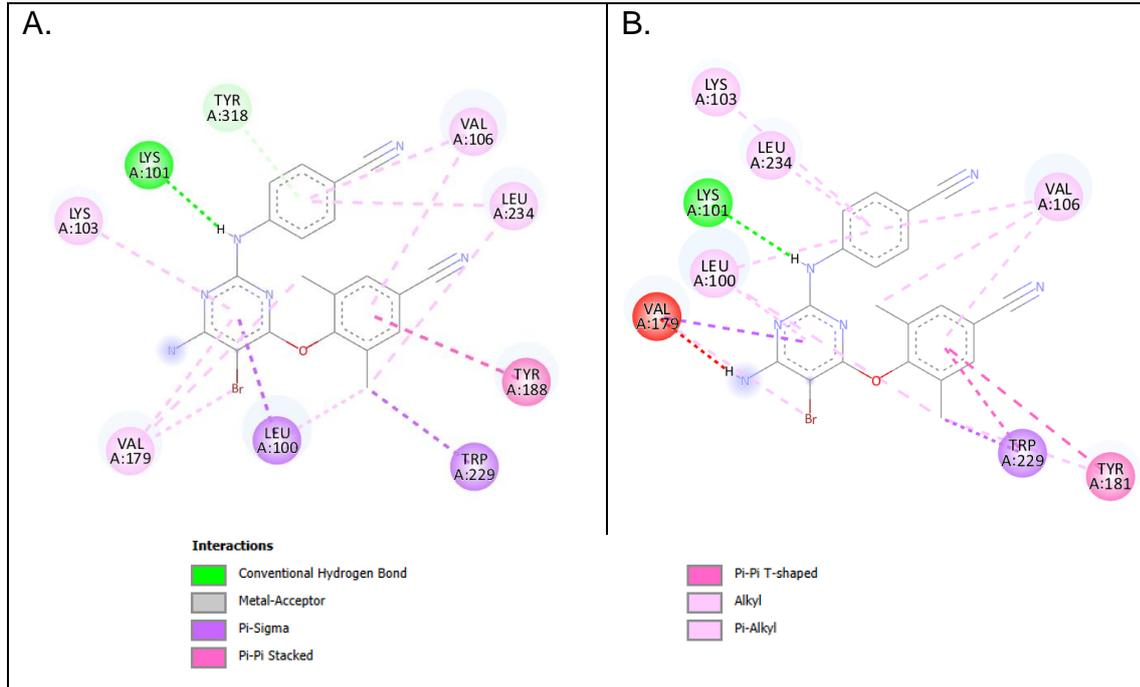 A.
TYR
A:318
VAL
A:106
N
LYS
A:101
LEU
A:234
LYS
A:103
H
N
N
N
N
N
O
TYR
A:188
Br
LEU
A:100
VAL
A:179
TRP
A:229
B.
LYS
A:103
LEU
A:234
N
VAL
A:106
LYS
A:101
H
N
LEU
A:100
N
VAL
A:179
N
N
H
N
O
Br
TRP
A:229
TYR
A:181
Interactions
Conventional Hydrogen Bond
Metal-Acceptor
Pi-Sigma
Pi-Pi Stacked
Pi-Pi T-shaped
Alkyl
Pi-Alkyl